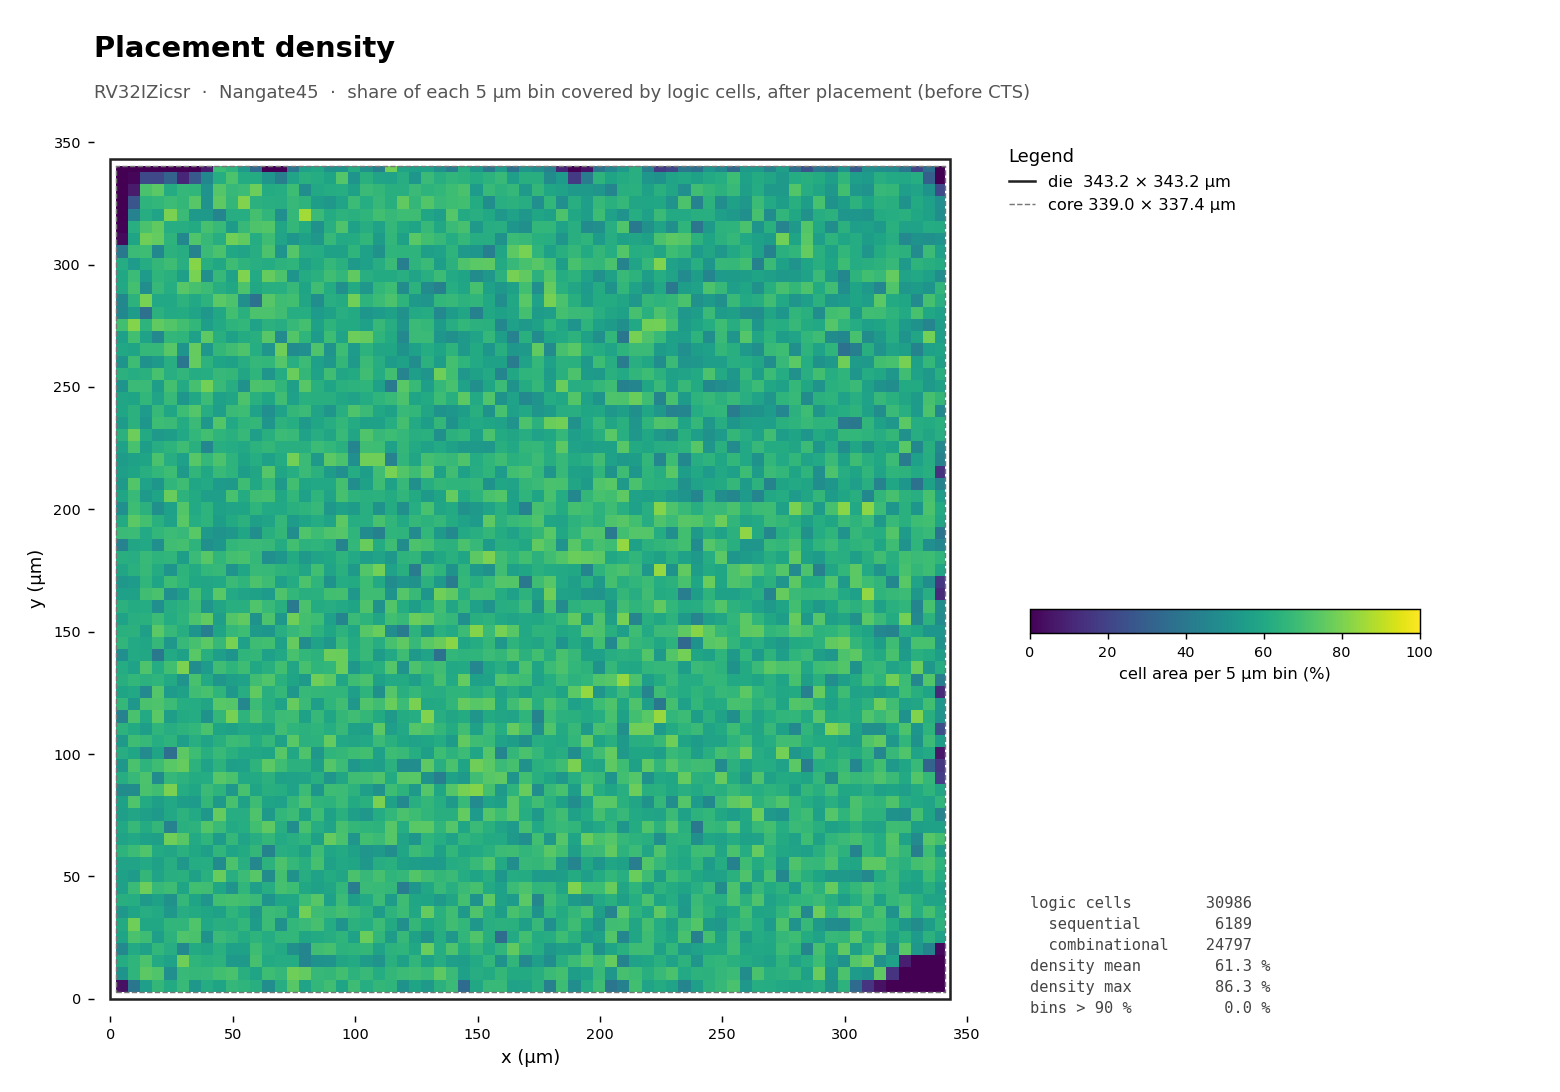 Placement density
RV32IZicsr · Nangate45 · share of each 5 µm bin covered by logic cells, after placement (before CTS)
350
300
250
200
150
100
50
0
y (µm)
0 50 100 150 200 250 300 350
x (µm)
Legend
die 343.2 × 343.2 µm
core 339.0 × 337.4 µm
0 20 40 60 80 100
cell area per 5 µm bin (%)
logic cells 30986
sequential 6189
combinational 24797
density mean 61.3 %
density max 86.3 %
bins > 90 % 0.0 %